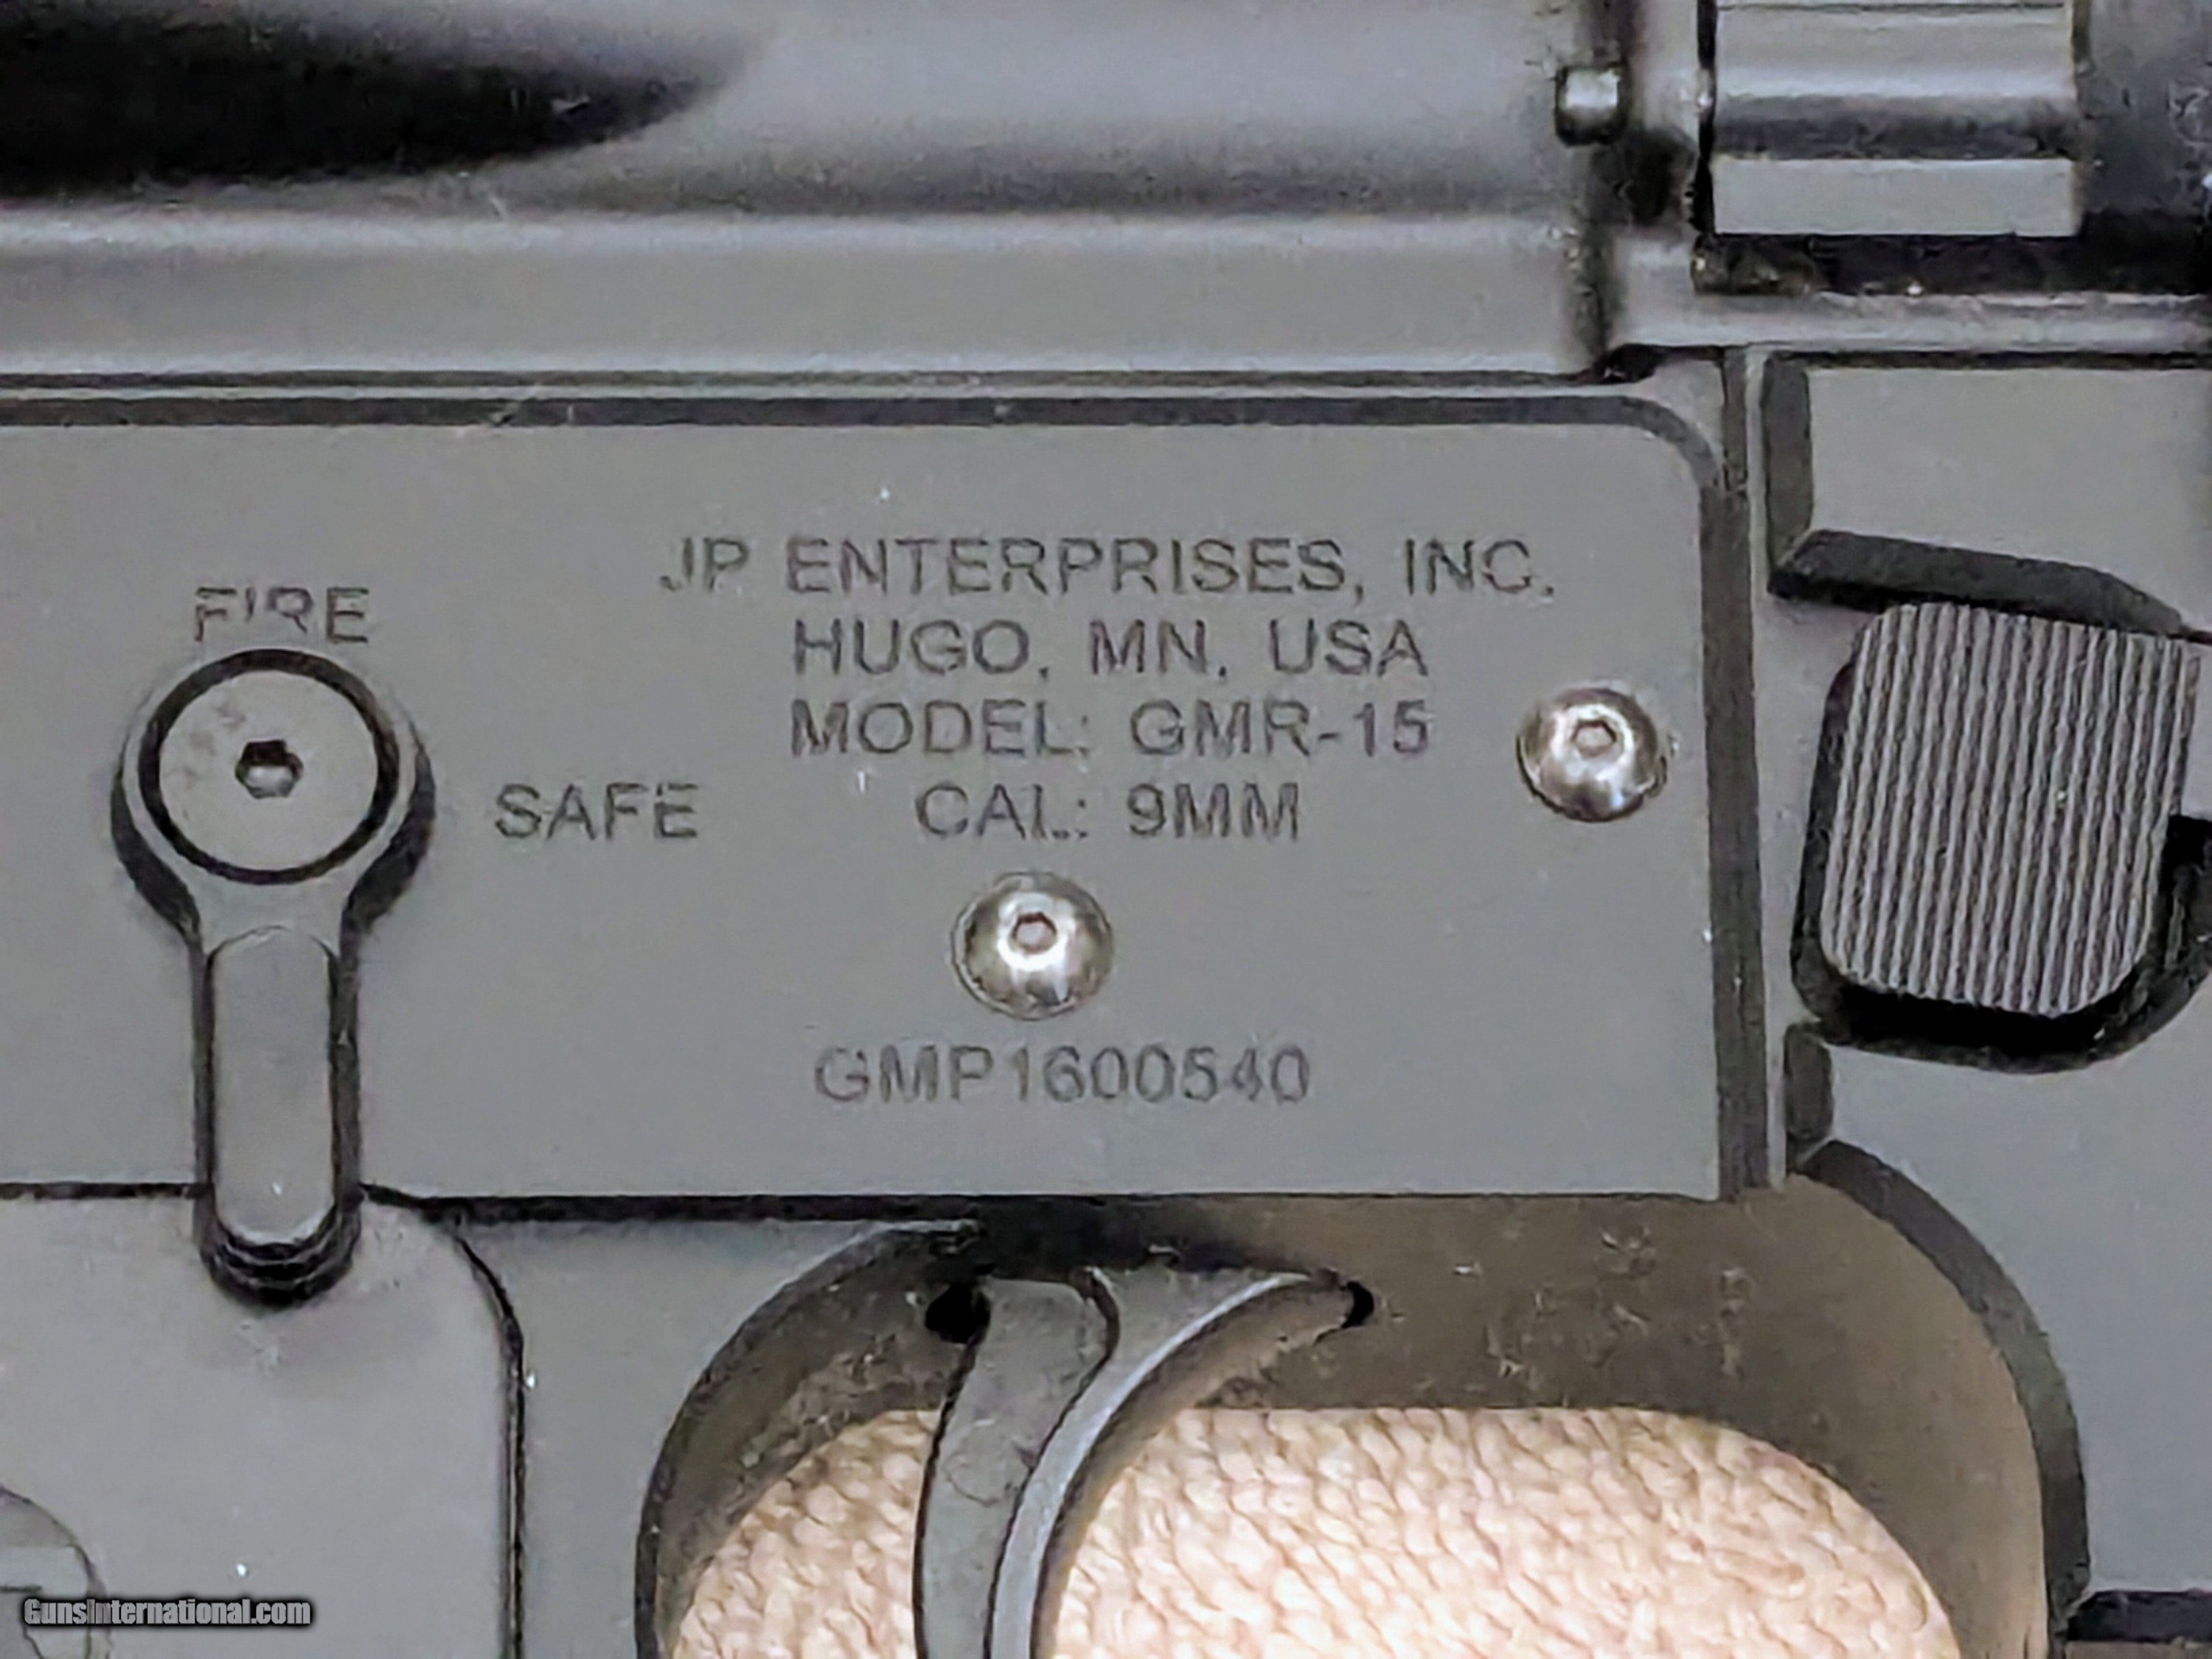 FIRE
SAFE
JP ENTERPRISES, INC.
HUGO, MN, USA
MODEL: GMR-15
CAL: 9MM
GMP1600540
GunsInternational.com